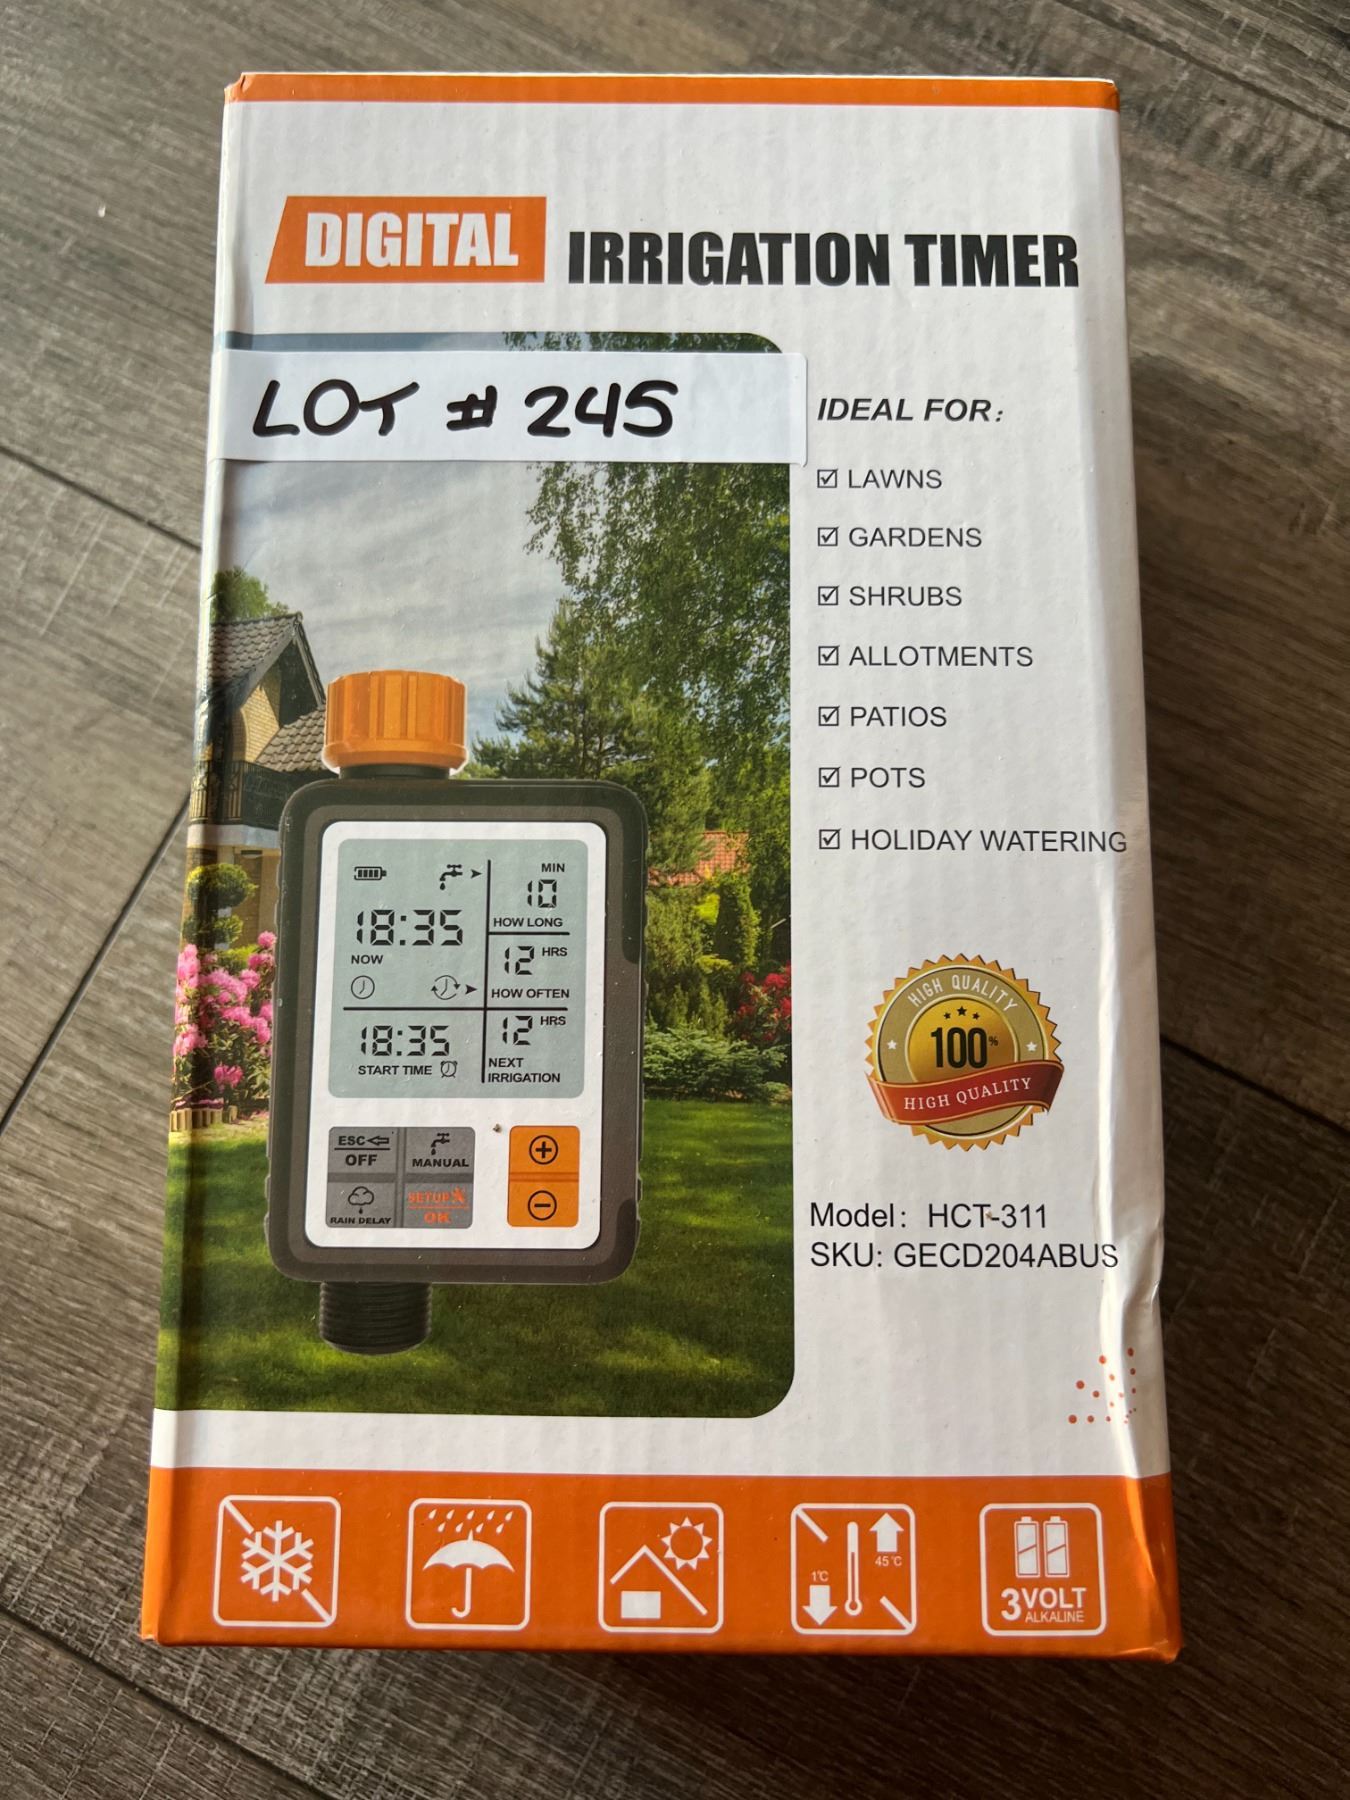 DIGITAL IRRIGATION TIMER
LOT # 245
IDEAL FOR:
☑ LAWNS
☑ GARDENS
☑ SHRUBS
☑ ALLOTMENTS
☑ PATIOS
☑ POTS
☑ HOLIDAY WATERING
MIN
10
HOW LONG
18:35
NOW
12 HRS
HOW OFTEN
18:35
START TIME
12 HRS
NEXT
IRRIGATION
ESC
OFF
MANUAL
RAIN DELAY
SETUP
OK
+
−
HIGH QUALITY
100%
HIGH QUALITY
Model: HCT-311
SKU: GECD204ABUS
1°C
45°C
3VOLT
ALKALINE